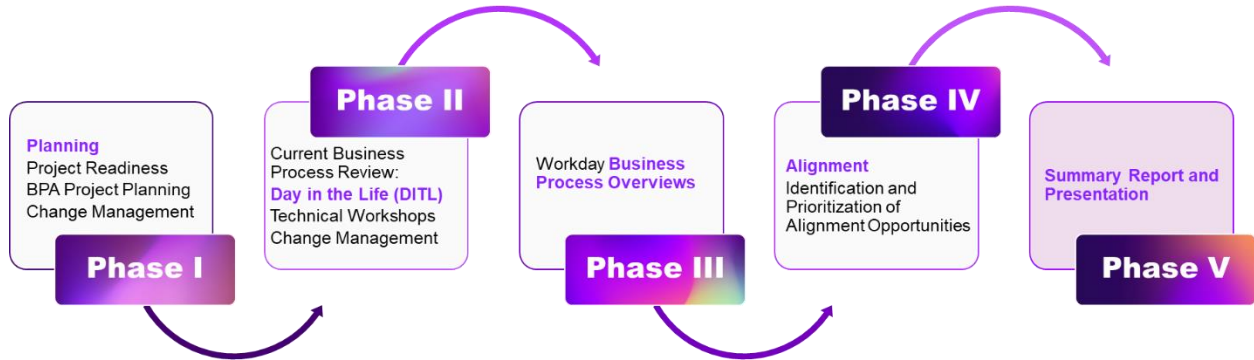 Planning
Project Readiness
BPA Project Planning
Change Management
Phase I
Phase II
Current Business
Process Review:
Day in the Life (DITL)
Technical Workshops
Change Management
Workday Business
Process Overviews
Phase III
Phase IV
Alignment
Identification and
Prioritization of
Alignment Opportunities
Summary Report and
Presentation
Phase V